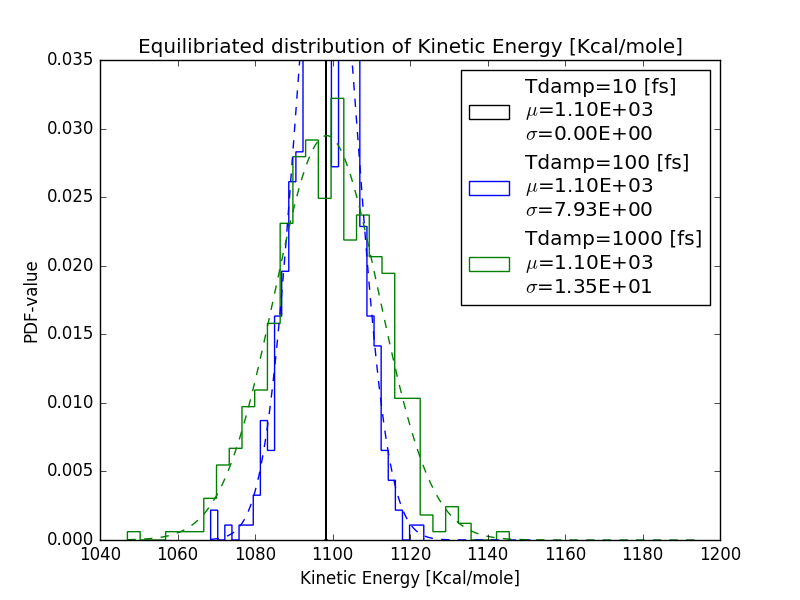 Equilibriated distribution of Kinetic Energy [Kcal/mole]
0.035
0.030
0.025
0.020
0.015
0.010
0.005
0.000
PDF-value
Tdamp=10 [fs]
μ=1.10E+03
σ=0.00E+00
Tdamp=100 [fs]
μ=1.10E+03
σ=7.93E+00
Tdamp=1000 [fs]
μ=1.10E+03
σ=1.35E+01
1040 1060 1080 1100 1120 1140 1160 1180 1200
Kinetic Energy [Kcal/mole]